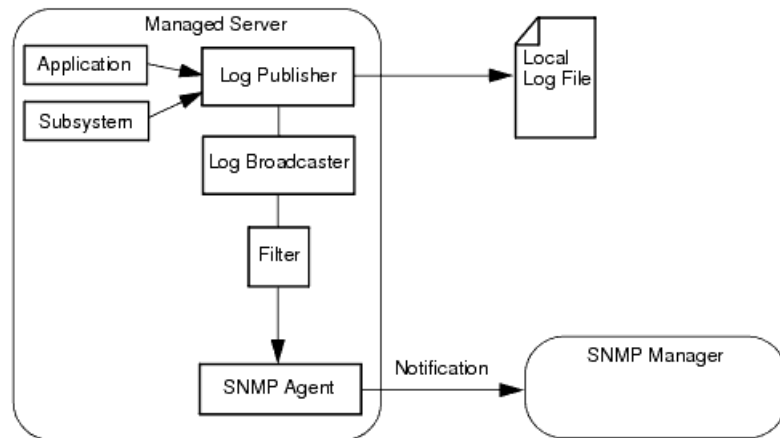 Managed Server
Application
Log Publisher
Local
Log File
Subsystem
Log Broadcaster
Filter
Notification
SNMP Manager
SNMP Agent